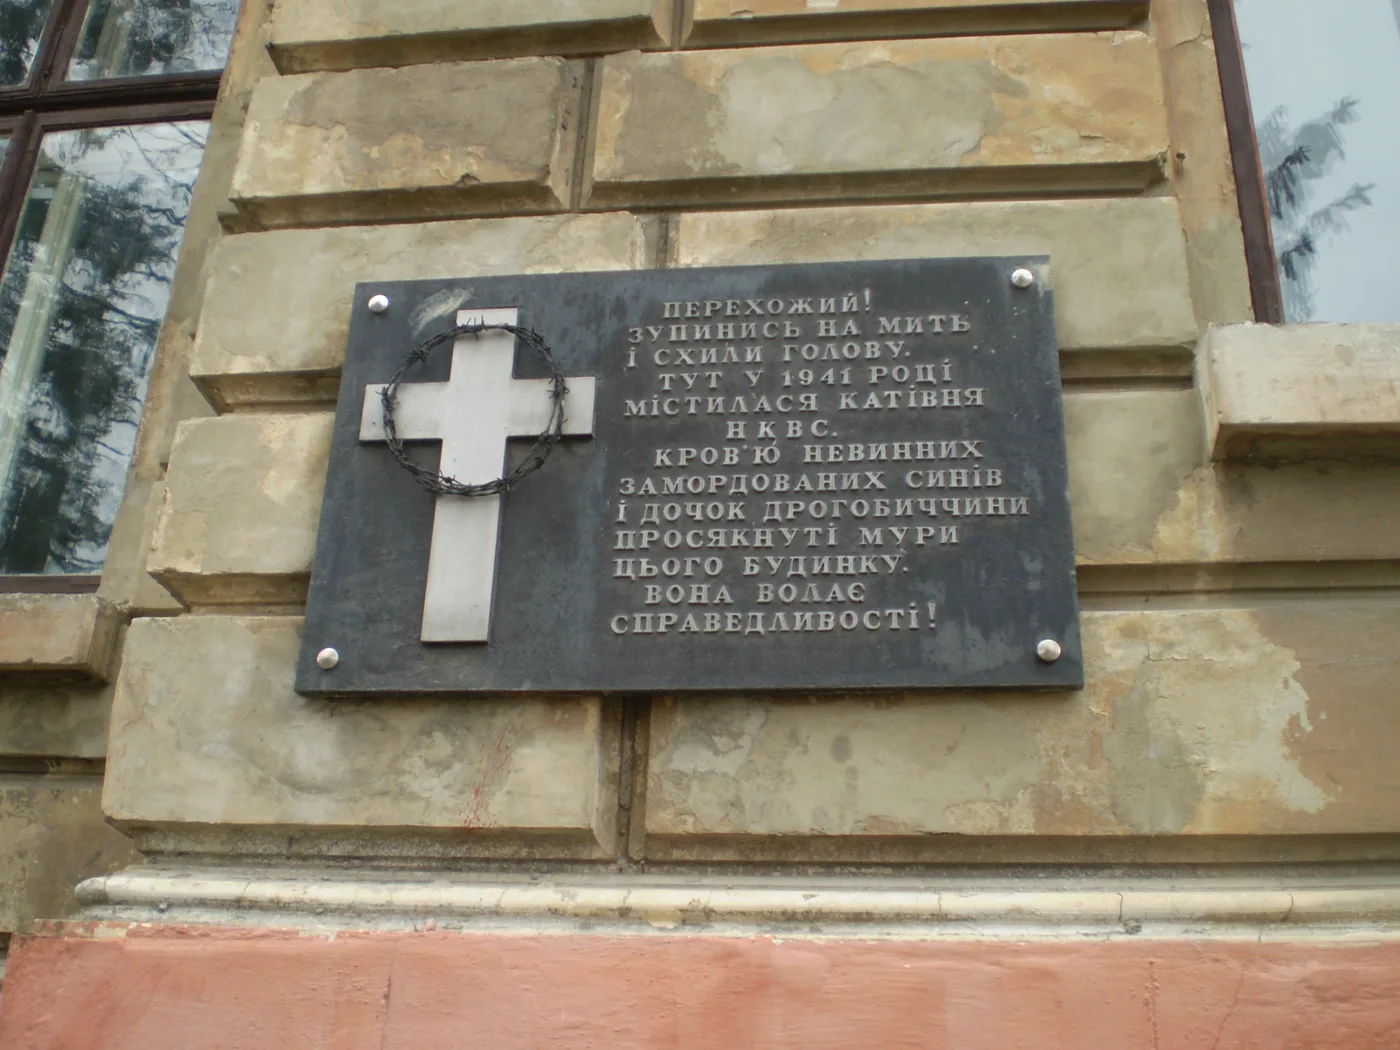 ПЕРЕХОЖИЙ!
ЗУПИНИСЬ НА МИТЬ
І СХИЛИ ГОЛОВУ.
ТУТ У 1941 РОЦІ
МІСТИЛАСЯ КАТІВНЯ
НКВС.
КРОВ'Ю НЕВИННИХ
ЗАМОРДОВАНИХ СИНІВ
І ДОЧОК ДРОГОБИЧЧИНИ
ПРОСЯКНУТІ МУРИ
ЦЬОГО БУДИНКУ.
ВОНА ВОЛАЄ
СПРАВЕДЛИВОСТІ!